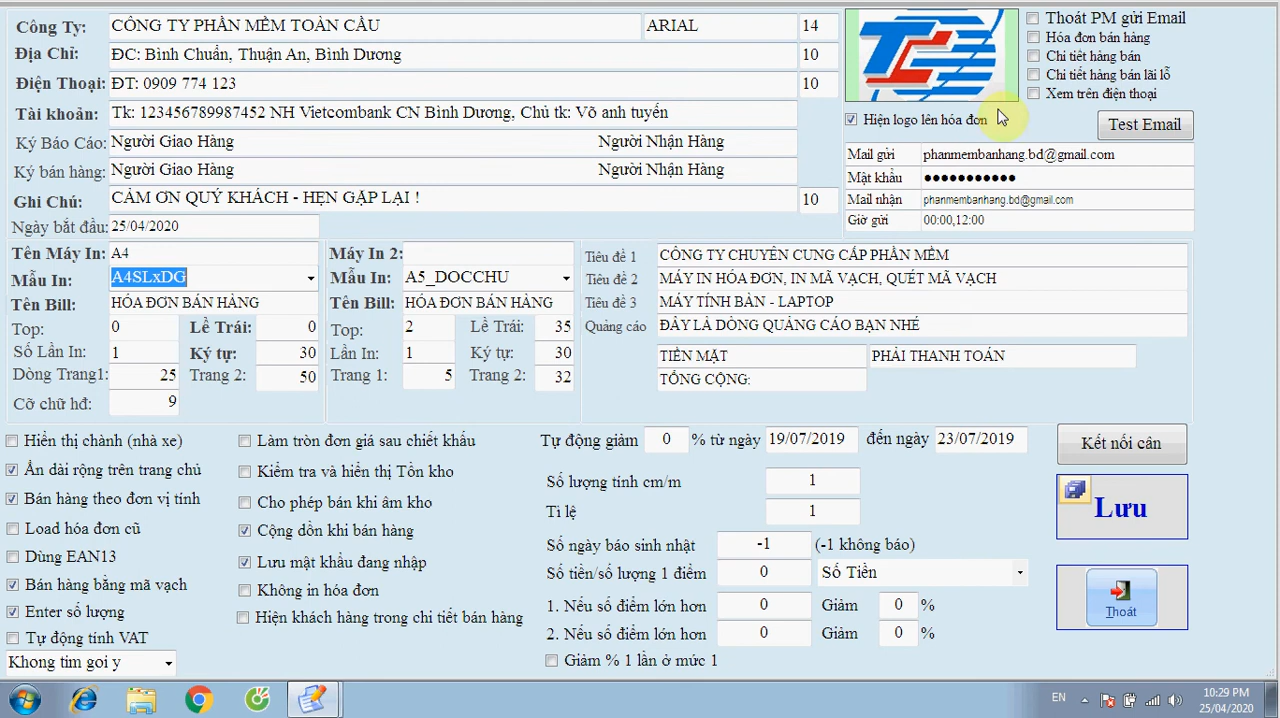 Công Ty: CÔNG TY PHẦN MỀM TOÀN CẦU ARIAL 14
Địa Chỉ: ĐC: Bình Chuẩn, Thuận An, Bình Dương 10
Điện Thoại: ĐT: 0909 774 123 10
Tài khoản: Tk: 123456789987452 NH Vietcombank CN Bình Dương, Chủ tk: Võ anh tuyến
Ký Báo Cáo: Người Giao Hàng Người Nhận Hàng
Ký bán hàng: Người Giao Hàng Người Nhận Hàng
Ghi Chú: CẢM ƠN QUÝ KHÁCH - HẸN GẶP LẠI ! 10
Ngày bắt đầu: 25/04/2020
Thoát PM gửi Email
Hóa đơn bán hàng
Chi tiết hàng bán
Chi tiết hàng bán lãi lỗ
Xem trên điện thoại
Hiện logo lên hóa đơn
Test Email
Mail gửi phanmembanhang.bd@gmail.com
Mật khẩu ●●●●●●●●●●●
Mail nhận phanmembanhang.bd@gmail.com
Giờ gửi 00:00,12:00
Tên Máy In: A4
Mẫu In: A4SLxDG
Tên Bill: HÓA ĐƠN BÁN HÀNG
Top: 0 Lề Trái: 0
Số Lần In: 1 Ký tự: 30
Dòng Trang1: 25 Trang 2: 50
Cỡ chữ hđ: 9
Máy In 2:
Mẫu In: A5_DOCCHU
Tên Bill: HÓA ĐƠN BÁN HÀNG
Top: 2 Lề Trái: 35
Lần In: 1 Ký tự: 30
Trang 1: 5 Trang 2: 32
Tiêu đề 1 CÔNG TY CHUYÊN CUNG CẤP PHẦN MỀM
Tiêu đề 2 MÁY IN HÓA ĐƠN, IN MÃ VẠCH, QUÉT MÃ VẠCH
Tiêu đề 3 MÁY TÍNH BÀN - LAPTOP
Quảng cáo ĐÂY LÀ DÒNG QUẢNG CÁO BẠN NHÉ
TIỀN MẶT PHẢI THANH TOÁN
TỔNG CỘNG:
Hiển thị chành (nhà xe)
Ẩn dài rộng trên trang chủ
Bán hàng theo đơn vị tính
Load hóa đơn cũ
Dùng EAN13
Bán hàng bằng mã vạch
Enter số lượng
Tự động tính VAT
Khong tim goi y
Làm tròn đơn giá sau chiết khấu
Kiểm tra và hiển thị Tồn kho
Cho phép bán khi âm kho
Cộng dồn khi bán hàng
Lưu mật khẩu đang nhập
Không in hóa đơn
Hiện khách hàng trong chi tiết bán hàng
Tự động giảm 0 % từ ngày 19/07/2019 đến ngày 23/07/2019
Số lượng tính cm/m 1
Tỉ lệ 1
Số ngày báo sinh nhật -1 (-1 không báo)
Số tiền/số lượng 1 điểm 0 Số Tiền
1. Nếu số điểm lớn hơn 0 Giảm 0 %
2. Nếu số điểm lớn hơn 0 Giảm 0 %
Giảm % 1 lần ở mức 1
Kết nối cân
Lưu
Thoát
EN
10:29 PM
25/04/2020